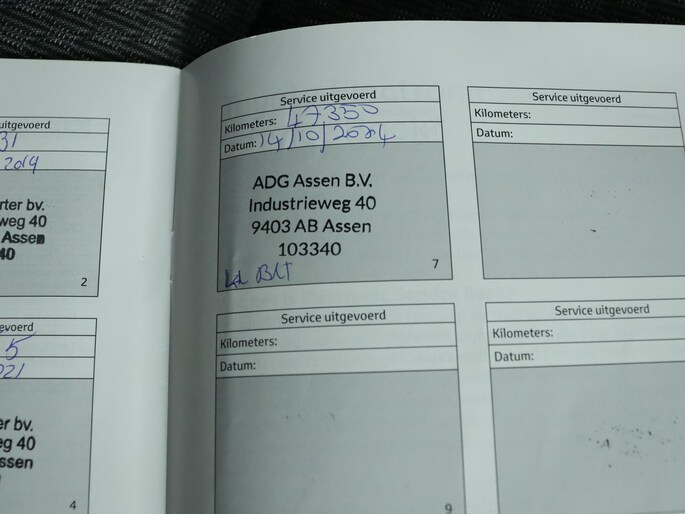 uitgevoerd
31
2019
rter bv.
weg 40
Assen
40
2
evoerd
5
021
er bv.
eg 40
ssen
4
Service uitgevoerd
Kilometers: 47350
Datum: 14/10/2024
ADG Assen B.V.
Industrieweg 40
9403 AB Assen
103340
7
Service uitgevoerd
Kilometers:
Datum:
Service uitgevoerd
Kilometers:
Datum:
9
Service uitgevoerd
Kilometers:
Datum: